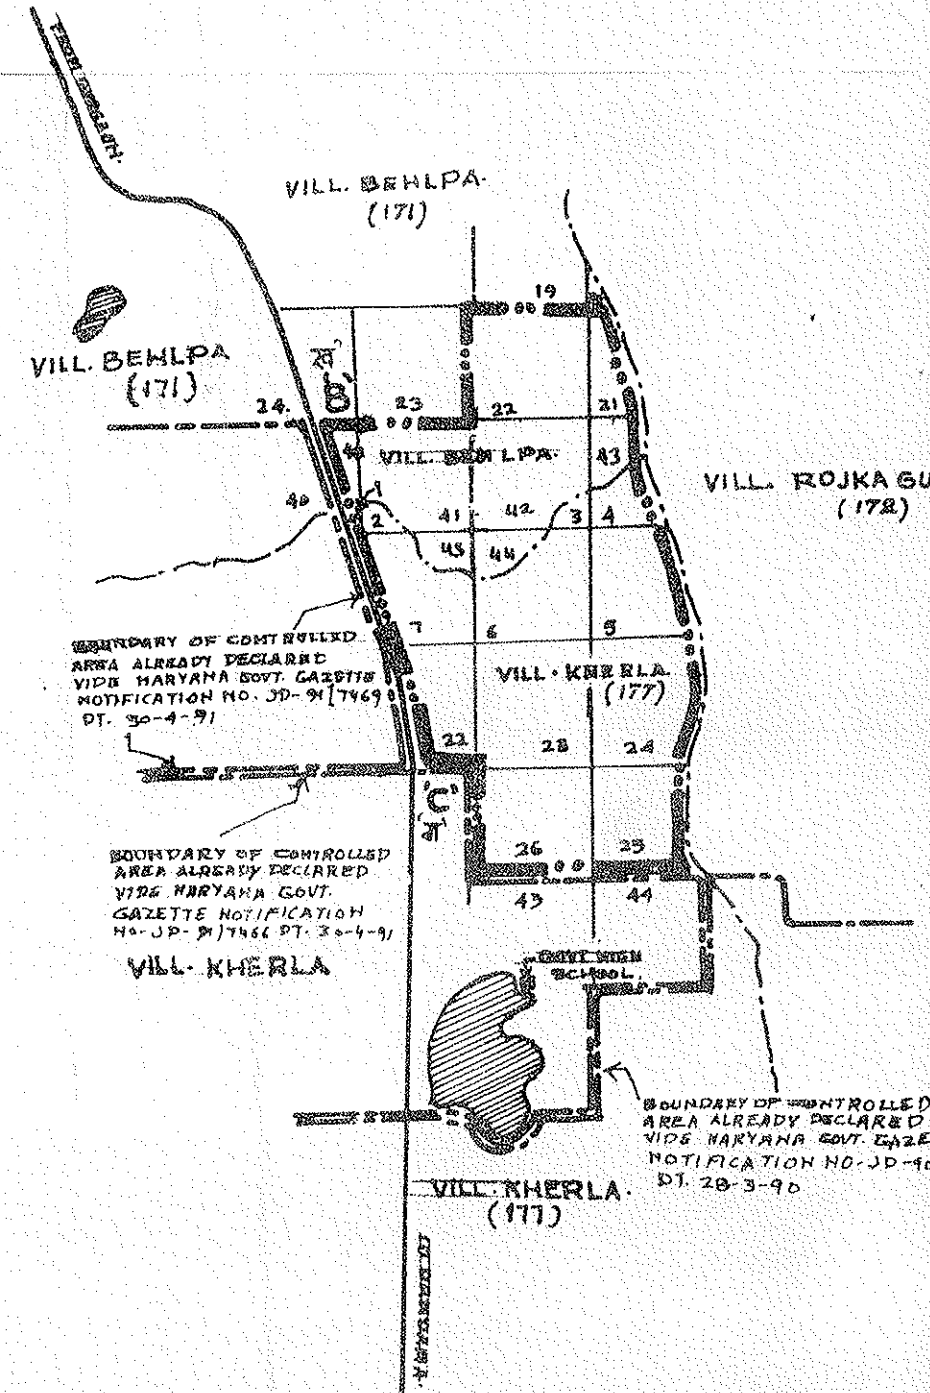 FROM GURGAON.
VILL. BEHLPA.
(171)
19
VILL. BEHLPA
(171)
'ख'
'B'
24.
23
22
21
40
VILL. BEHLPA.
43
VILL. ROJKA GU
(178)
40
1
2
41
42
3
4
45
44
7
6
5
BOUNDARY OF CONTROLLED
AREA ALREADY DECLARED
VIDE HARYANA GOVT. GAZETTE
NOTIFICATION NO. JD-91/7469
DT. 30-4-91
VILL. KHERLA
(177)
22
23
24
'C'
'ग'
BOUNDARY OF CONTROLLED
AREA ALREADY DECLARED
VIDE HARYANA GOVT.
GAZETTE NOTIFICATION
NO-JD-91/7466 DT. 30-4-91
26
25
43
44
VILL. KHERLA
GOVT HIGH
SCHOOL.
BOUNDARY OF CONTROLLED
AREA ALREADY DECLARED
VIDE HARYANA GOVT. GAZE
NOTIFICATION NO-JD-90
DT. 28-3-90
VILL. KHERLA.
(177)